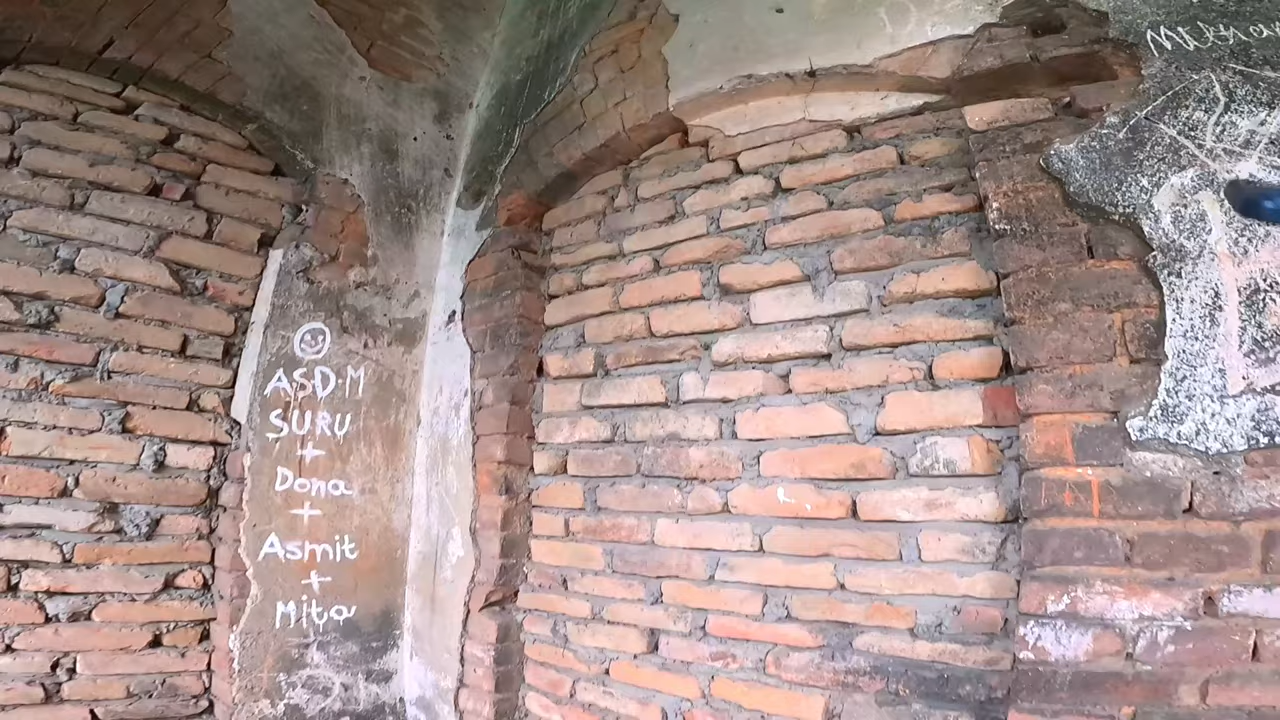 ASD·M
SURU
+
Dona
+
Asmit
+
Mita